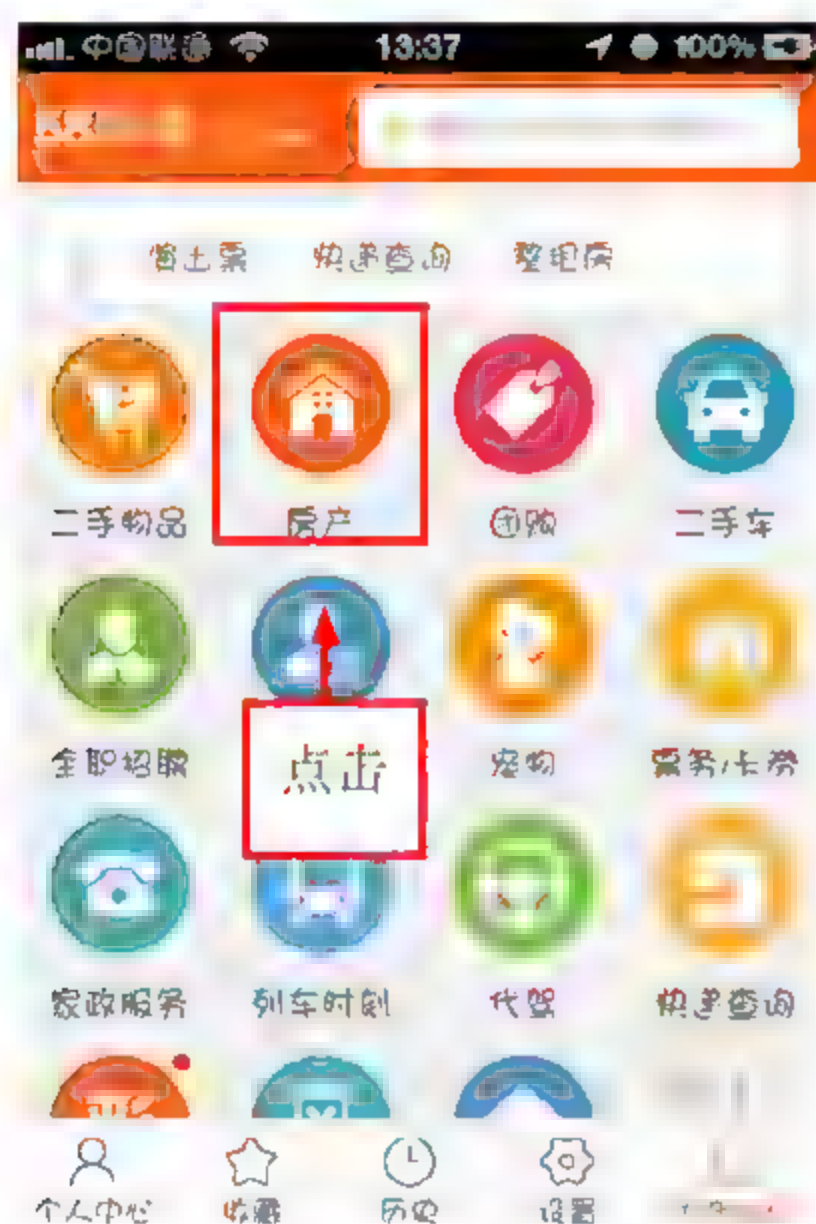 中国联通 13:37 100%
快递查询 整租房
二手物品 房产 团购 二手车
全职招聘 宠物 票务/卡券
点击
家政服务 列车时刻 代驾 快递查询
个人中心 收藏 历史 设置